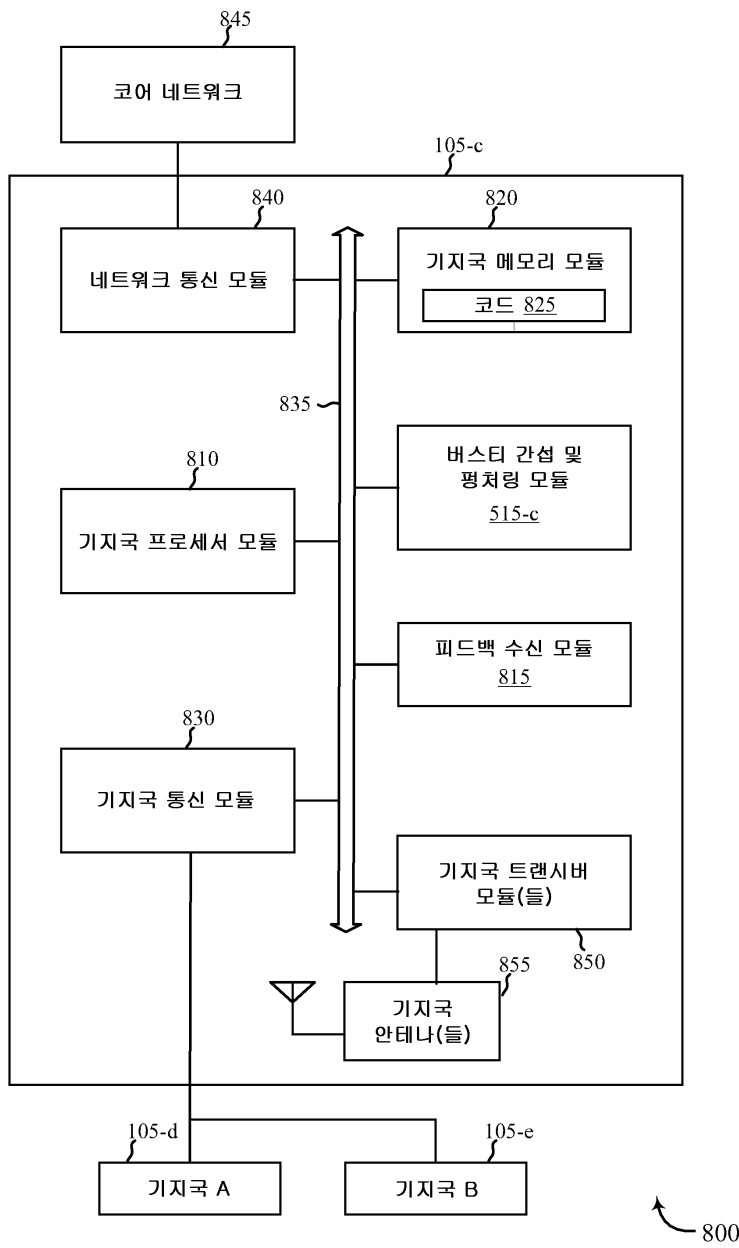 845
코어 네트워크
105-c
840
네트워크 통신 모듈
820
기지국 메모리 모듈
코드 825
835
버스티 간섭 및
펑처링 모듈
515-c
810
기지국 프로세서 모듈
피드백 수신 모듈
815
830
기지국 통신 모듈
기지국 트랜시버
모듈(들)
850
855
기지국
안테나(들)
105-d
기지국 A
105-e
기지국 B
800